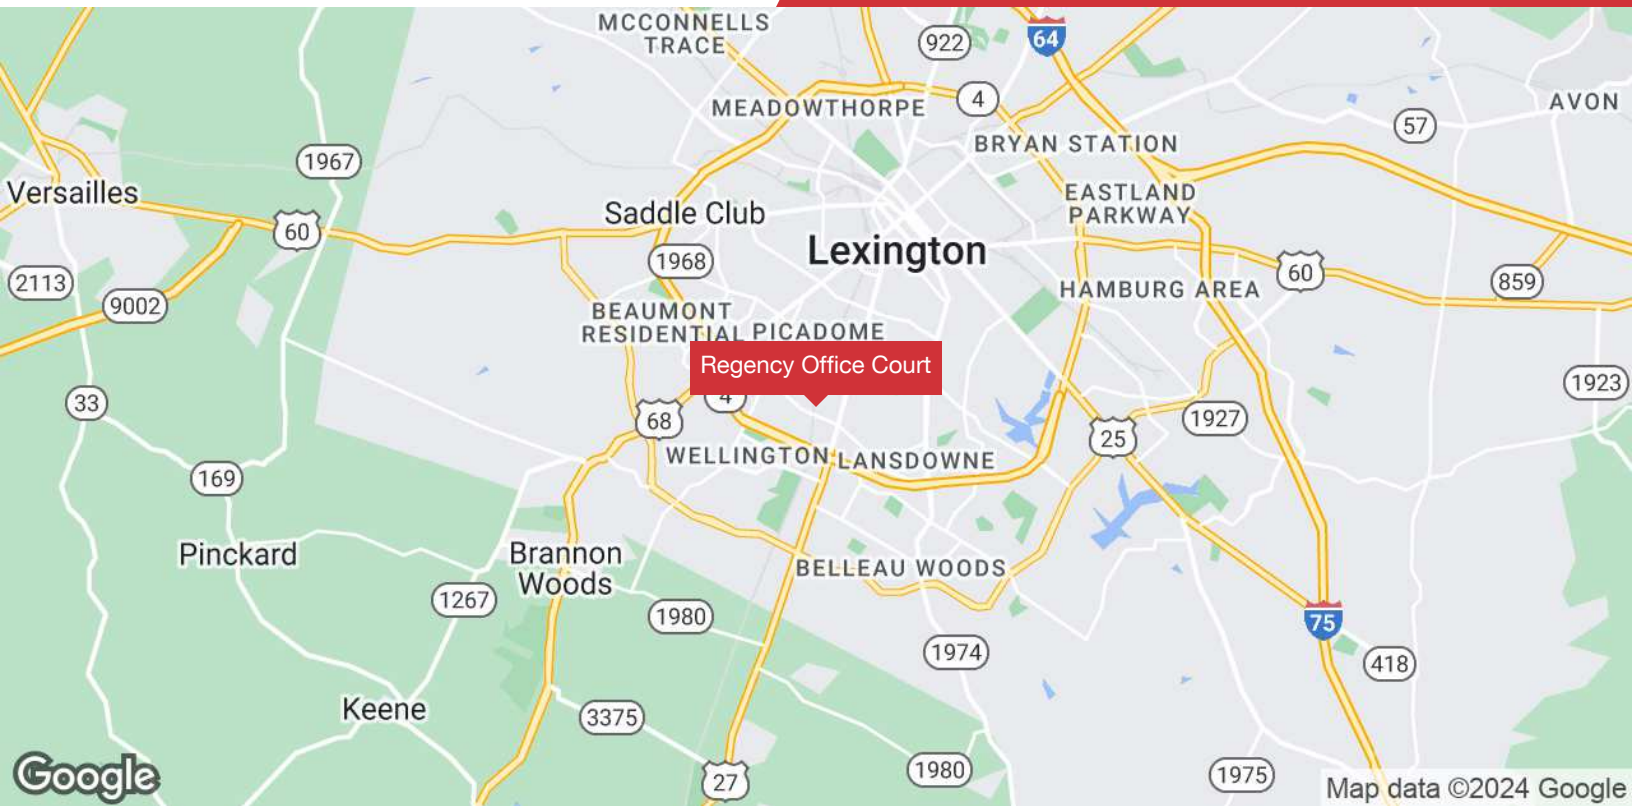 MCCONNELLS
TRACE
922
64
4
MEADOWTHORPE
AVON
57
BRYAN STATION
1967
Versailles
EASTLAND
PARKWAY
Saddle Club
60
Lexington
1968
60
2113
859
HAMBURG AREA
9002
BEAUMONT
RESIDENTIAL
PICADOME
Regency Office Court
1923
33
4
68
1927
25
WELLINGTON
LANSDOWNE
169
Pinckard
Brannon
Woods
BELLEAU WOODS
1267
1980
75
1974
418
Keene
3375
1980
27
1975
Google
Map data ©2024 Google